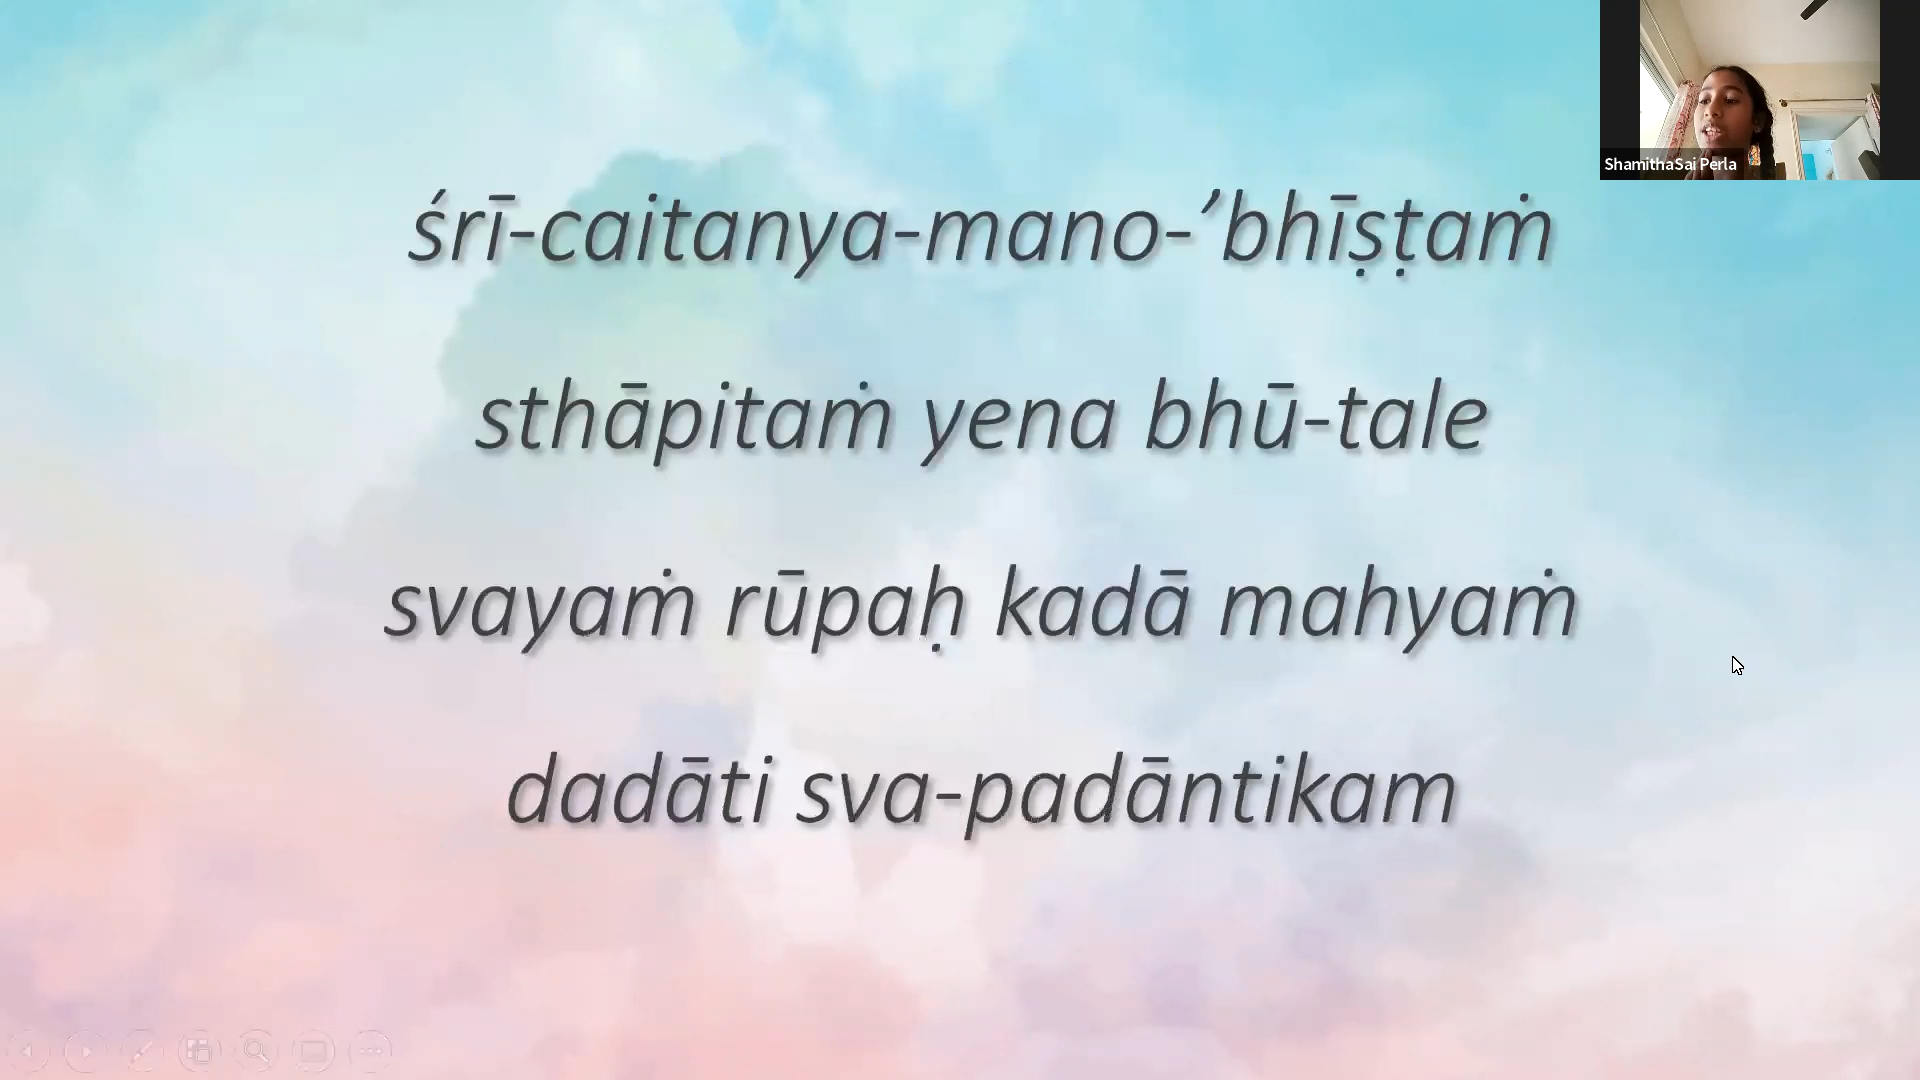 ShamithaSai Perla
śrī-caitanya-mano-’bhīṣṭaṁ
sthāpitaṁ yena bhū-tale
svayaṁ rūpaḥ kadā mahyaṁ
dadāti sva-padāntikam